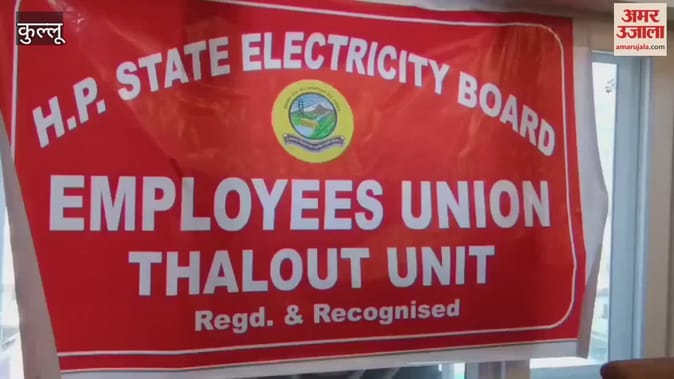 कुल्लू
अमर
उजाला
amarujala.com
H.P. STATE ELECTRICITY BOARD
EMPLOYEES UNION
THALOUT UNIT
Regd. & Recognised